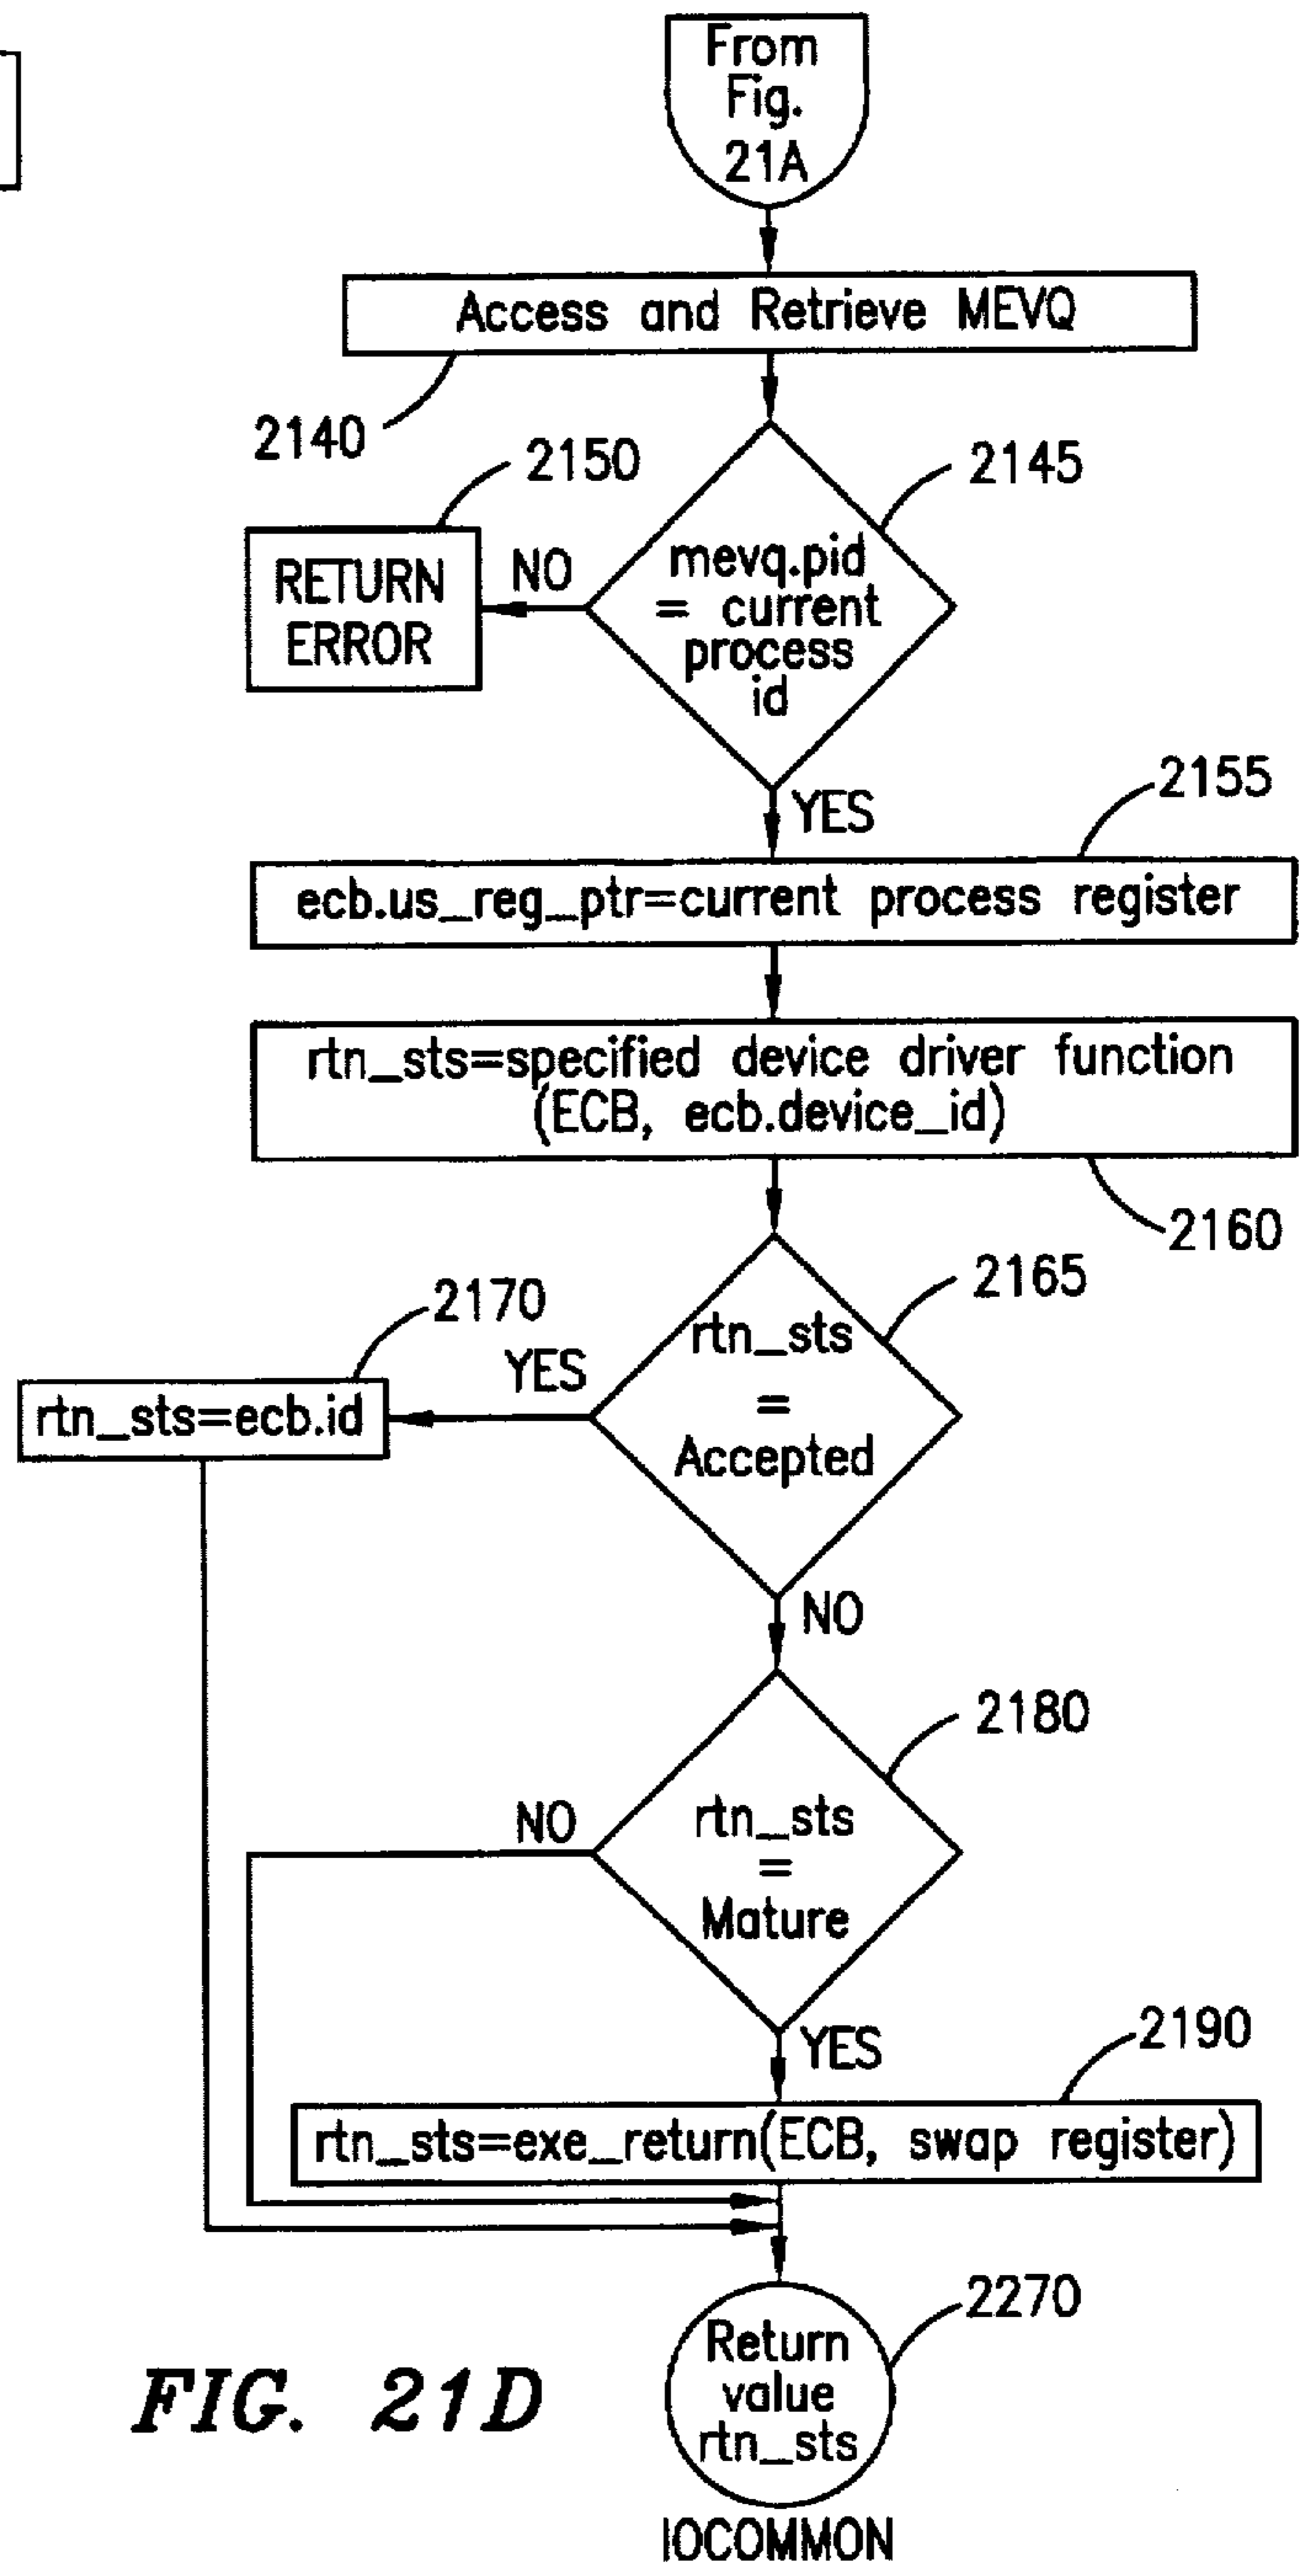 From
Fig.
21A
Access and Retrieve MEVQ
2140
2150
2145
RETURN
ERROR
NO
mevq.pid
= current
process
id
YES
2155
ecb.us_reg_ptr=current process register
rtn_sts=specified device driver function
(ECB, ecb.device_id)
2160
2170
2165
YES
rtn_sts
=
Accepted
rtn_sts=ecb.id
NO
2180
NO
rtn_sts
=
Mature
YES
2190
rtn_sts=exe_return(ECB, swap register)
2270
Return
value
rtn_sts
FIG. 21D
IOCOMMON